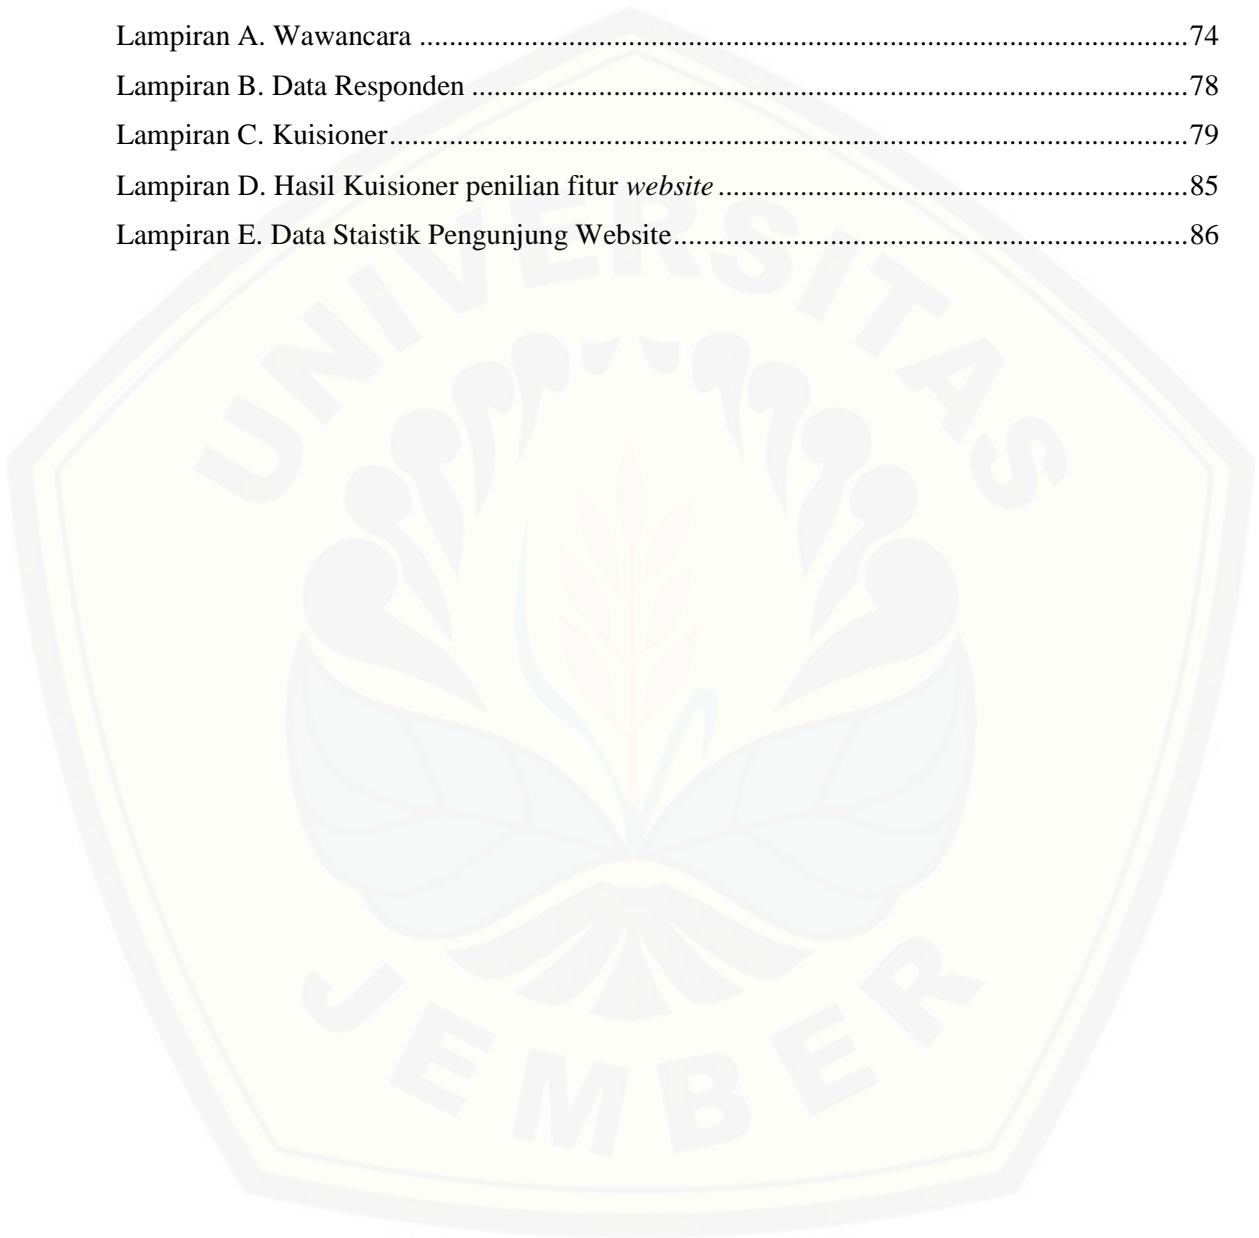 Lampiran A. Wawancara ........................................................................................................74
Lampiran B. Data Responden .................................................................................................78
Lampiran C. Kuisioner............................................................................................................79
Lampiran D. Hasil Kuisioner penilian fitur website ...............................................................85
Lampiran E. Data Staistik Pengunjung Website......................................................................86
UNIVERSITAS
JEMBER